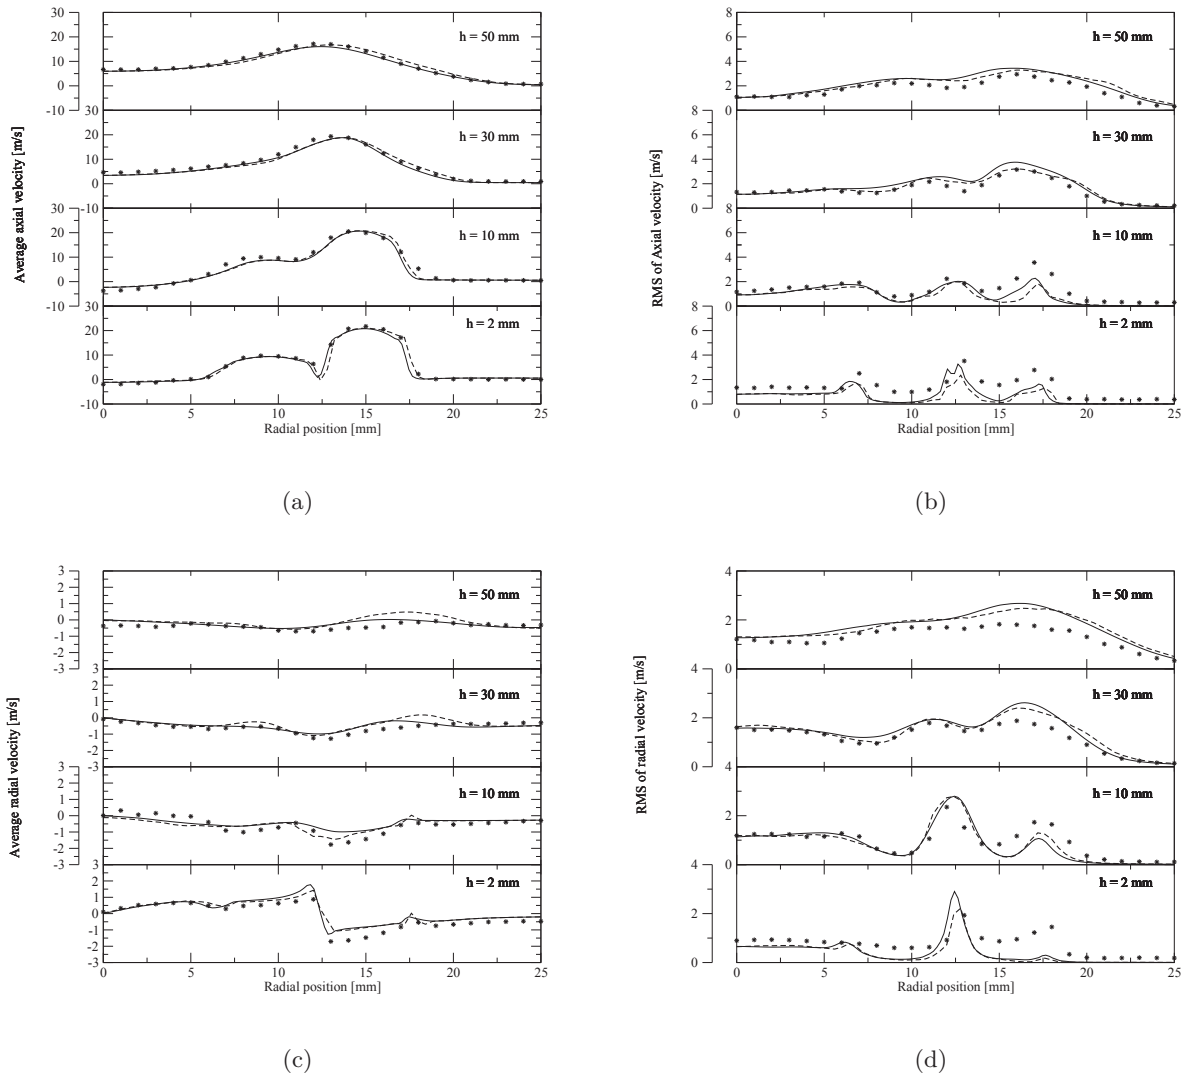 30
20
10
0
-10
h = 50 mm
30
20
10
0
-10
h = 30 mm
30
20
10
0
-10
h = 10 mm
30
20
10
0
-10
h = 2 mm
0 5 10 15 20 25
Radial position [mm]
Average axial velocity [m/s]
(a)
8
6
4
2
0
h = 50 mm
8
6
4
2
0
h = 30 mm
8
6
4
2
0
h = 10 mm
8
6
4
2
0
h = 2 mm
0 5 10 15 20 25
Radial position [mm]
RMS of Axial velocity [m/s]
(b)
3
2
1
0
-1
-2
-3
h = 50 mm
3
2
1
0
-1
-2
-3
h = 30 mm
3
2
1
0
-1
-2
-3
h = 10 mm
3
2
1
0
-1
-2
-3
h = 2 mm
0 5 10 15 20 25
Radial position [mm]
Average radial velocity [m/s]
(c)
4
2
0
h = 50 mm
4
2
0
h = 30 mm
4
2
0
h = 10 mm
4
2
0
h = 2 mm
0 5 10 15 20 25
Radial position [mm]
RMS of radial velocity [m/s]
(d)